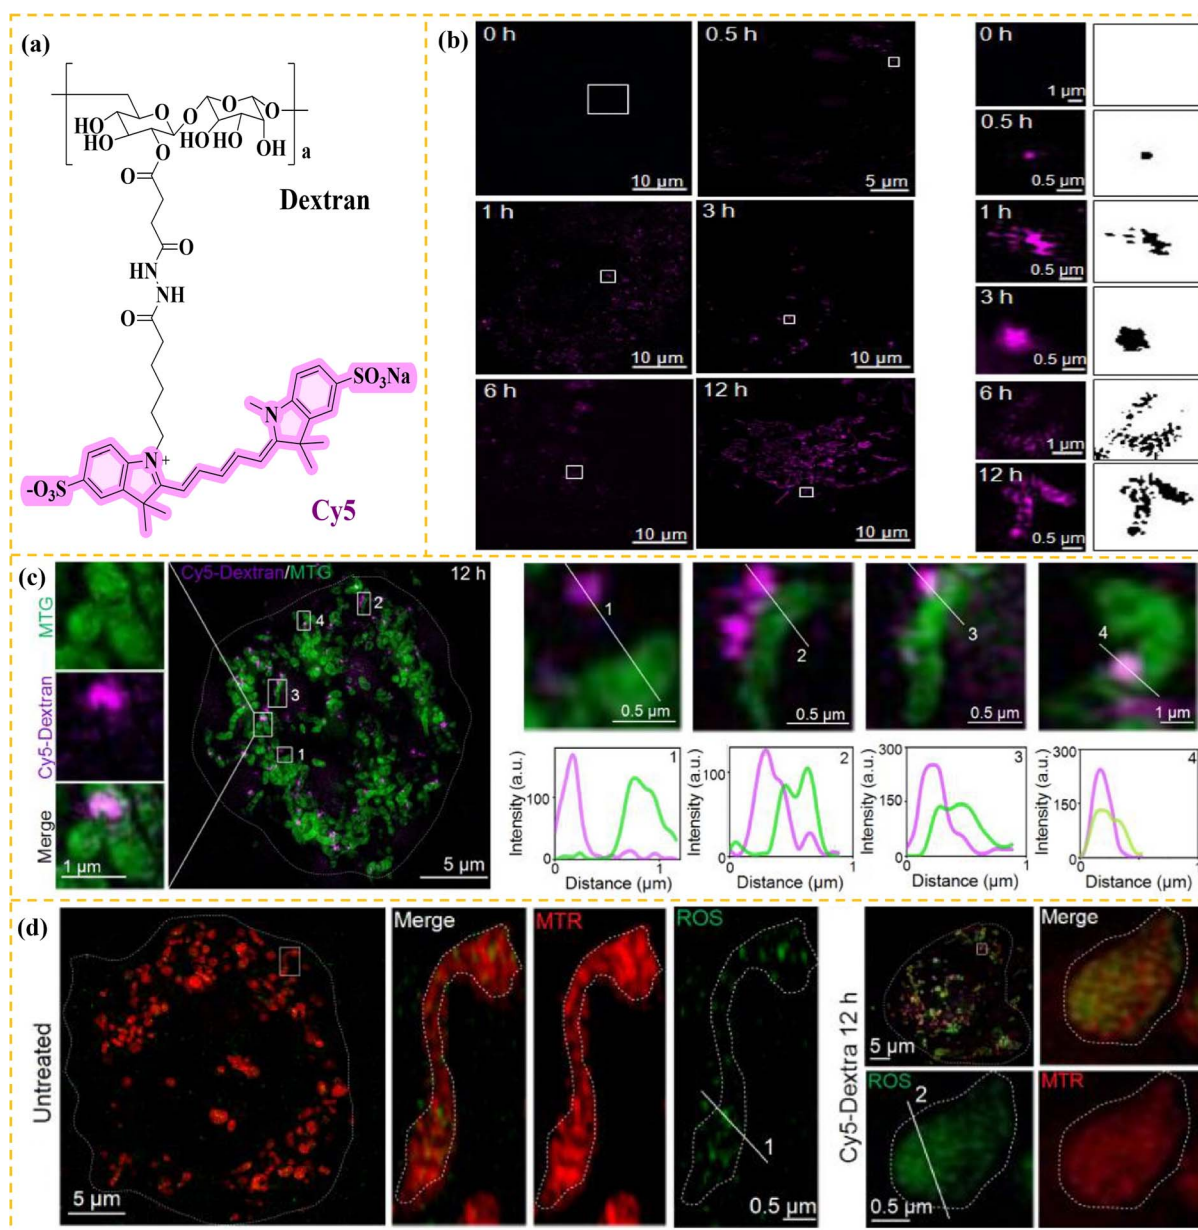 (a)
O
O
O
HO
HO
O
HO
HO
OH
a
O
Dextran
O
HN
NH
O
SO₃Na
N
N
+
-O₃S
Cy5
(b)
0 h
10 µm
0.5 h
5 µm
1 h
10 µm
3 h
10 µm
6 h
10 µm
12 h
10 µm
0 h
1 µm
0.5 h
0.5 µm
1 h
0.5 µm
3 h
0.5 µm
6 h
1 µm
12 h
0.5 µm
(c)
MTG
Cy5-Dextran
Merge
1 µm
Cy5-Dextran/MTG
12 h
2
4
3
1
5 µm
1
0.5 µm
2
0.5 µm
3
0.5 µm
4
1 µm
Intensity (a.u.)
100
0
0
1
1
Distance (µm)
Intensity (a.u.)
100
0
0
1
2
Distance (µm)
Intensity (a.u.)
300
150
0
0
1
3
Distance (µm)
Intensity (a.u.)
300
150
0
0
1
4
Distance (µm)
(d)
Untreated
5 µm
Merge
MTR
ROS
1
0.5 µm
Cy5-Dextra 12 h
5 µm
Merge
ROS
2
0.5 µm
MTR